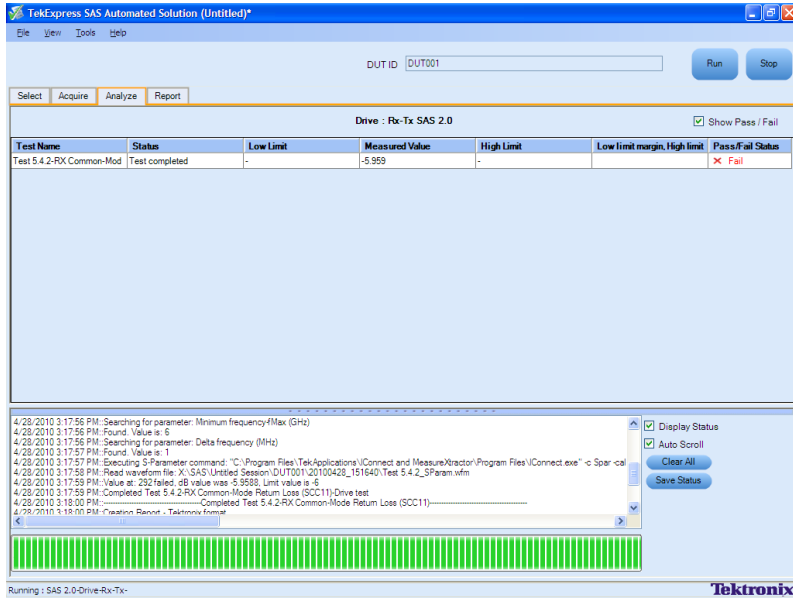 TekExpress SAS Automated Solution (Untitled)*
File View Tools Help
DUT ID DUT001 Run Stop
Select Acquire Analyze Report
Drive : Rx-Tx SAS 2.0 Show Pass / Fail
Test Name Status Low Limit Measured Value High Limit Low limit margin, High limit Pass/Fail Status
Test 5.4.2-RX Common-Mod Test completed - -5.959 - Fail
4/28/2010 3:17:56 PM::Searching for parameter: Minimum frequency-fMax (GHz)
4/28/2010 3:17:56 PM::Found. Value is: 6
4/28/2010 3:17:56 PM::Searching for parameter: Delta frequency (MHz)
4/28/2010 3:17:57 PM::Found. Value is: 1
4/28/2010 3:17:57 PM::Executing S-Parameter command: "C:\Program Files\TekApplications\IConnect and MeasureXtractor\Program Files\IConnect.exe" -c Spar -cal
4/28/2010 3:17:58 PM::Read waveform file: X:\SAS\Untitled Session\DUT001\20100428_151640\Test 5.4.2_SParam.wfm
4/28/2010 3:17:59 PM::Value at: 292 failed, dB value was -5.9588, Limit value is -6
4/28/2010 3:17:59 PM::Completed Test 5.4.2-RX Common-Mode Return Loss (SCC11)-Drive test
4/28/2010 3:18:00 PM::----------------------------------Completed Test 5.4.2-RX Common-Mode Return Loss (SCC11)----------------------------------
4/28/2010 3:18:00 PM::Creating Report - Tektronix format
Display Status
Auto Scroll
Clear All
Save Status
Running : SAS 2.0-Drive-Rx-Tx-
Tektronix